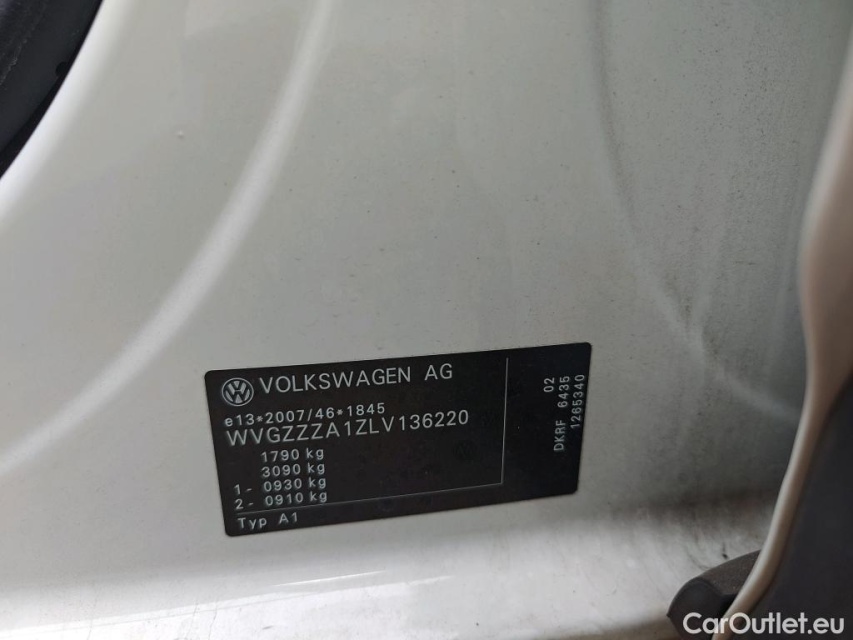 VOLKSWAGEN AG
e13*2007/46*1845
WVGZZZA1ZLV136220
1790 kg
3090 kg
1- 0930 kg
2- 0910 kg
Typ A1
02
DKRF 6435
1265340
CarOutlet.eu